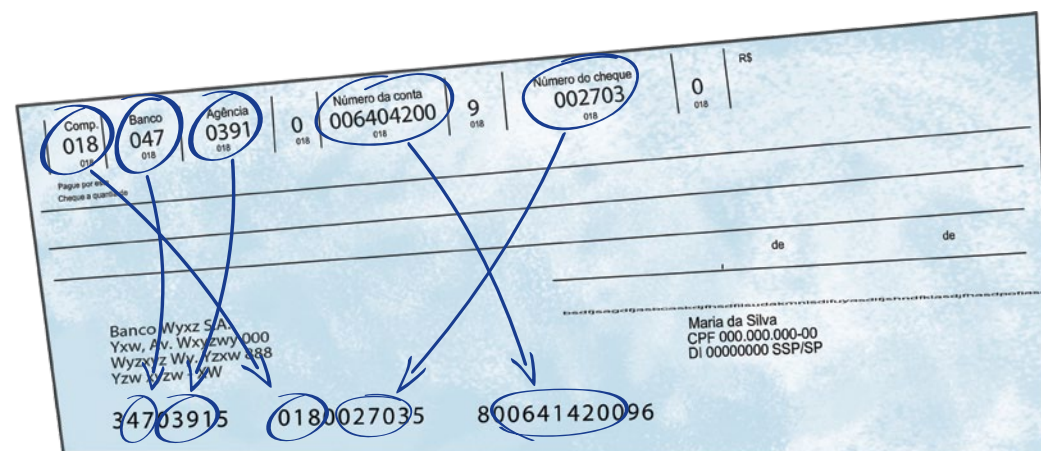 Comp. Banco Agência Número da conta Número do cheque R$
018 047 0391 0 006404200 9 002703 0
018 018 018 018 018 018 018 018
Pague por este
Cheque a quantia de
de de
Banco Wyxz S.A.
Yxw, Av. Wxyzwy 000
Wyzxyz Wy. Yzxw 888
Yzw xyzw - XW
Maria da Silva
CPF 000.000.000-00
DI 00000000 SSP/SP
34703915 0180027035 800641420096